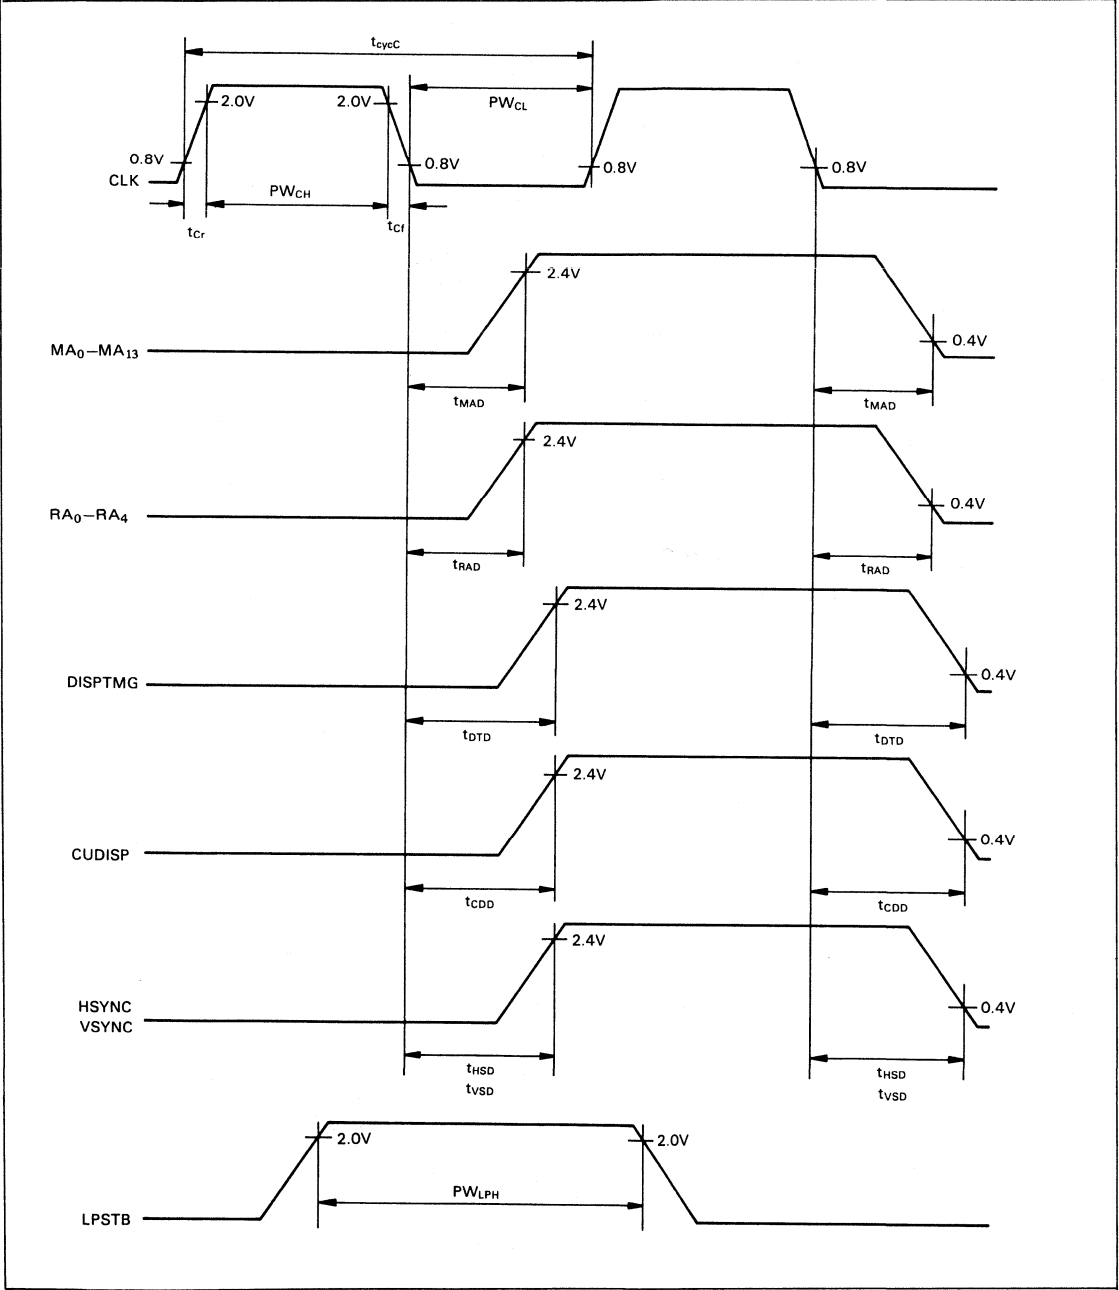 tcycC
2.0V 2.0V PWCL
0.8V 0.8V 0.8V 0.8V
CLK
PWCH
tCr tCf
2.4V
MA0–MA13 0.4V
tMAD tMAD
2.4V
RA0–RA4 0.4V
tRAD tRAD
2.4V
DISPTMG 0.4V
tDTD tDTD
2.4V
CUDISP 0.4V
tCDD tCDD
2.4V
HSYNC 0.4V
VSYNC
tHSD tHSD
tVSD tVSD
2.0V 2.0V
PWLPH
LPSTB